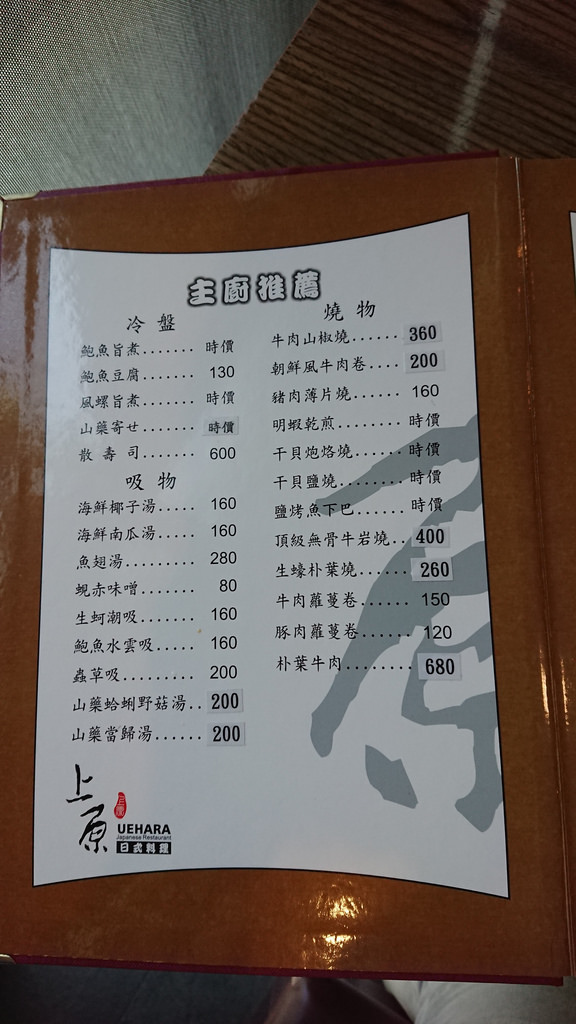 主廚推薦
冷盤
鮑魚旨煮....... 時價
鮑魚豆腐....... 130
風螺旨煮....... 時價
山藥寄せ....... 時價
散壽司....... 600
吸物
海鮮椰子湯..... 160
海鮮南瓜湯..... 160
魚翅湯......... 280
蜆赤味噌....... 80
生蚵潮吸....... 160
鮑魚水雲吸..... 160
蟲草吸......... 200
山藥蛤蜊野菇湯.. 200
山藥當歸湯...... 200
燒物
牛肉山椒燒...... 360
朝鮮風牛肉卷.... 200
豬肉薄片燒...... 160
明蝦乾煎........ 時價
干貝炮烙燒...... 時價
干貝鹽燒........ 時價
鹽烤魚下巴...... 時價
頂級無骨牛岩燒.. 400
生蠔朴葉燒...... 260
牛肉蘿蔓卷...... 150
豚肉蘿蔓卷...... 120
朴葉牛肉........ 680
上原
UEHARA
Japanese Restaurant
日式料理